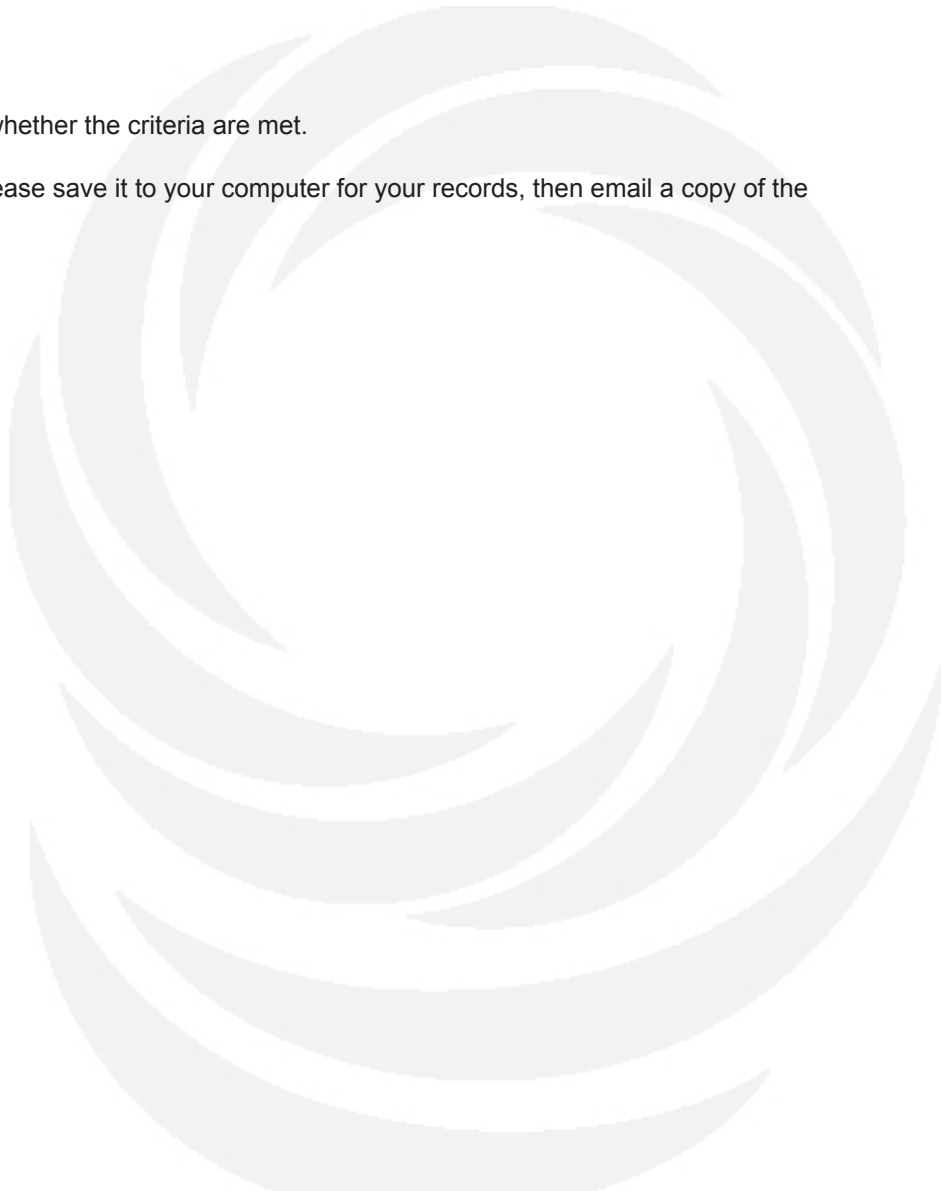 whether the criteria are met.
ease save it to your computer for your records, then email a copy of the